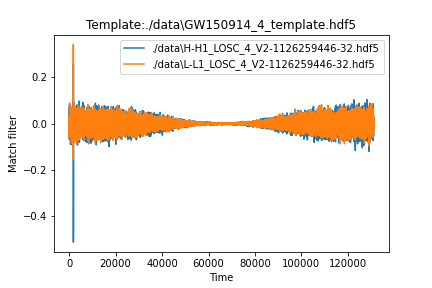 Template:./data\GW150914_4_template.hdf5
./data\H-H1_LOSC_4_V2-1126259446-32.hdf5
./data\L-L1_LOSC_4_V2-1126259446-32.hdf5
Match filter
0.2
0.0
−0.2
−0.4
0 20000 40000 60000 80000 100000 120000
Time